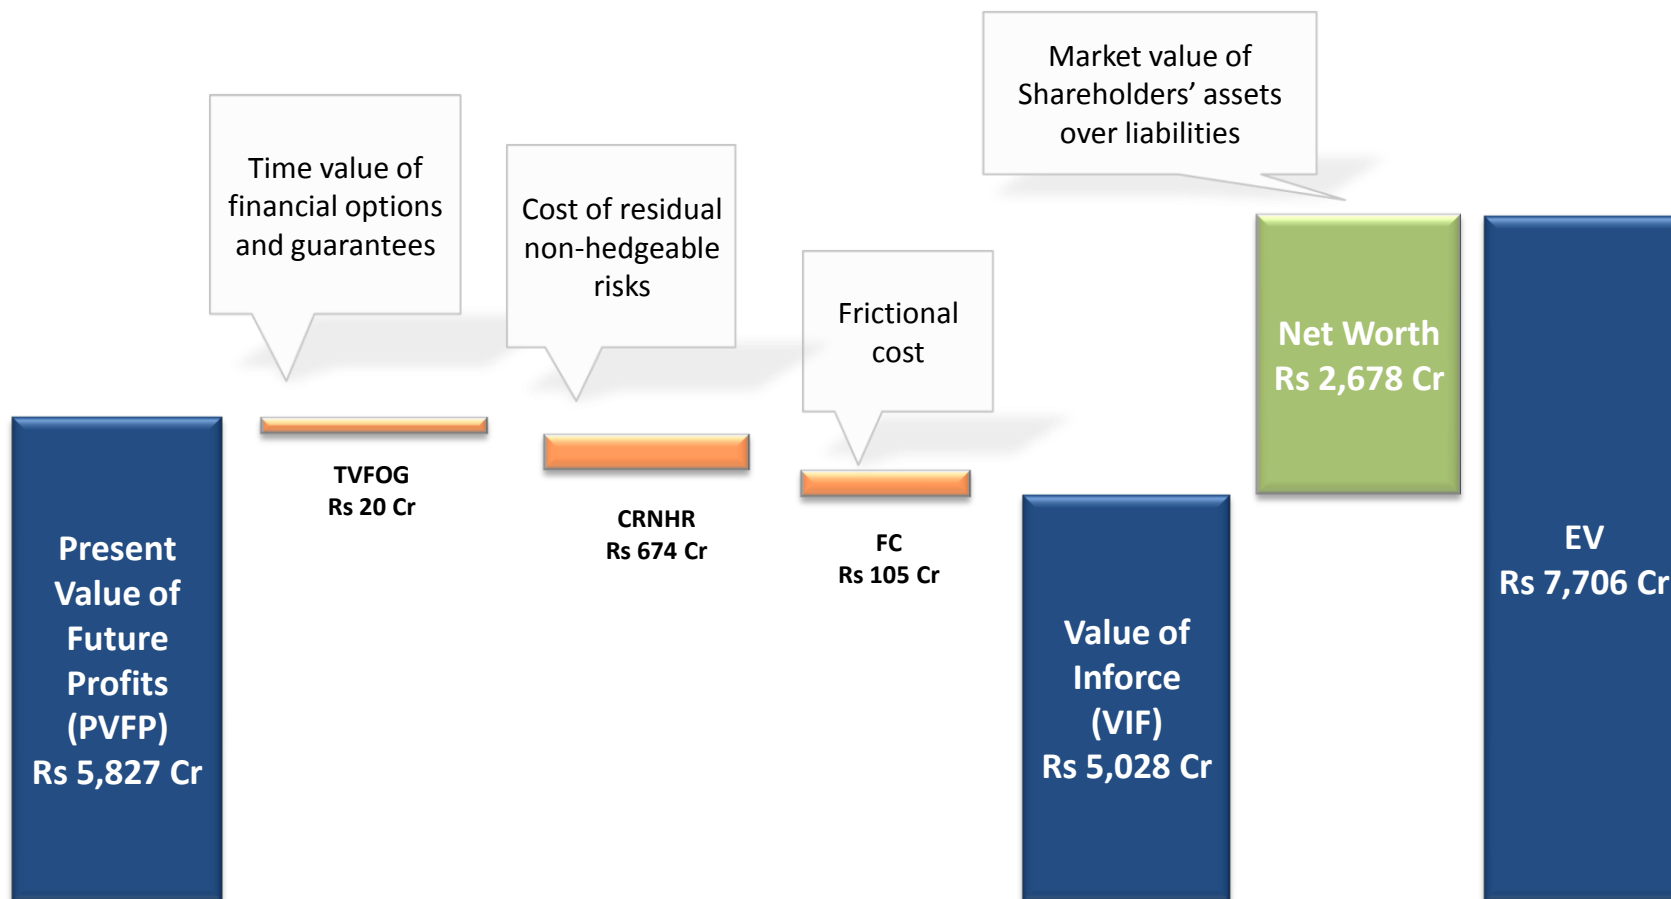 Time value of
financial options
and guarantees
Cost of residual
non-hedgeable
risks
Frictional
cost
Market value of
Shareholders’ assets
over liabilities
Present
Value of
Future
Profits
(PVFP)
Rs 5,827 Cr
TVFOG
Rs 20 Cr
CRNHR
Rs 674 Cr
FC
Rs 105 Cr
Value of
Inforce
(VIF)
Rs 5,028 Cr
Net Worth
Rs 2,678 Cr
EV
Rs 7,706 Cr